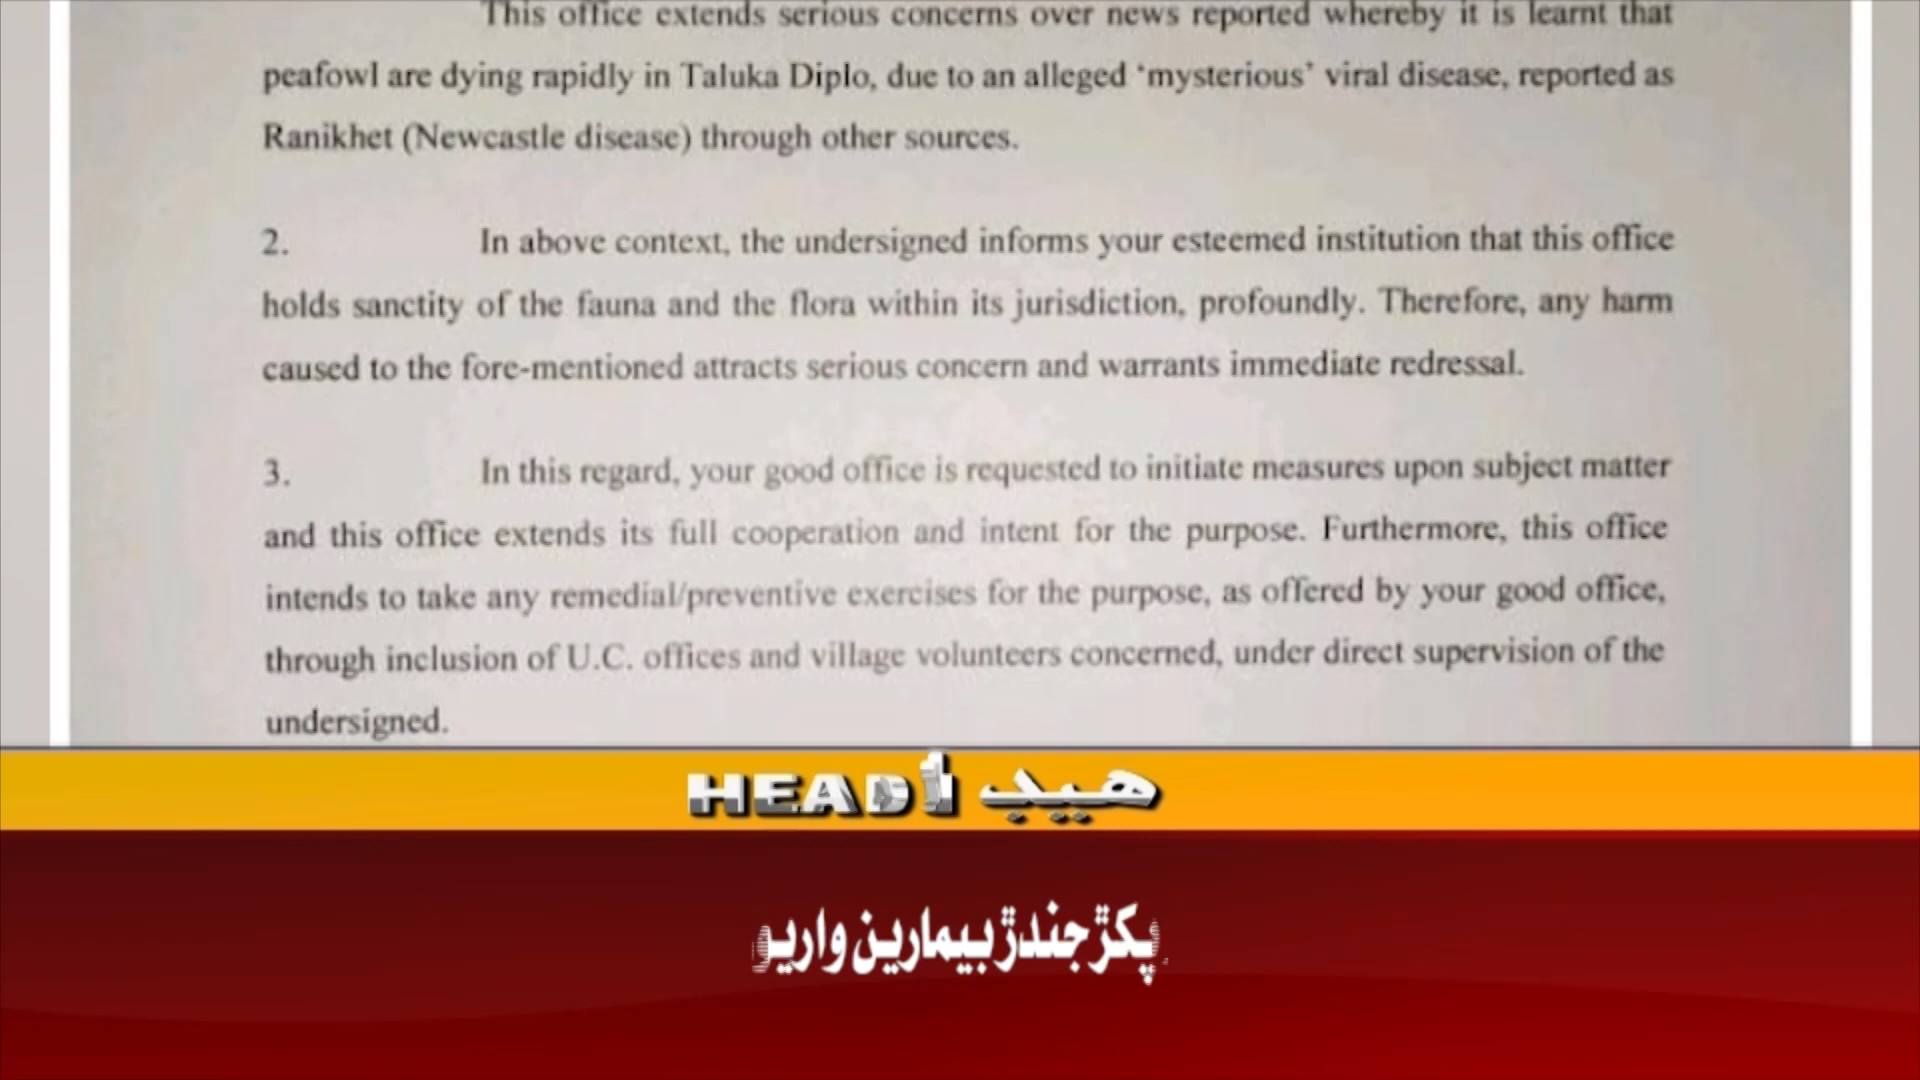 This office extends serious concerns over news reported whereby it is learnt that
peafowl are dying rapidly in Taluka Diplo, due to an alleged ‘mysterious’ viral disease, reported as
Ranikhet (Newcastle disease) through other sources.
2. In above context, the undersigned informs your esteemed institution that this office
holds sanctity of the fauna and the flora within its jurisdiction, profoundly. Therefore, any harm
caused to the fore-mentioned attracts serious concern and warrants immediate redressal.
3. In this regard, your good office is requested to initiate measures upon subject matter
and this office extends its full cooperation and intent for the purpose. Furthermore, this office
intends to take any remedial/preventive exercises for the purpose, as offered by your good office,
through inclusion of U.C. offices and village volunteers concerned, under direct supervision of the
undersigned.
HEAD
پکڙجندڙ بيمارين واريو